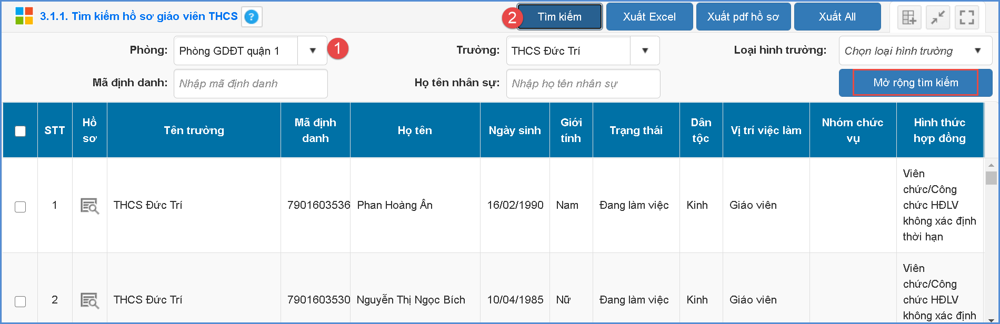 3.1.1. Tìm kiếm hồ sơ giáo viên THCS ?
2 Tìm kiếm Xuất Excel Xuất pdf hồ sơ Xuất All
Phòng: Phòng GDĐT quận 1 1 Trường: THCS Đức Trí Loại hình trường: Chọn loại hình trường
Mã định danh: Nhập mã định danh Họ tên nhân sự: Nhập họ tên nhân sự Mở rộng tìm kiếm
STT
Hồ
sơ
Tên trường
Mã định
danh
Họ tên
Ngày sinh
Giới
tính
Trạng thái
Dân
tộc
Vị trí việc làm
Nhóm chức
vụ
Hình thức
hợp đồng
1 THCS Đức Trí 7901603536 Phan Hoàng Ân 16/02/1990 Nam Đang làm việc Kinh Giáo viên
Viên
chức/Công
chức HĐLV
không xác định
thời hạn
2 THCS Đức Trí 7901603530 Nguyễn Thị Ngọc Bích 10/04/1985 Nữ Đang làm việc Kinh Giáo viên
Viên
chức/Công
chức HĐLV
không xác định